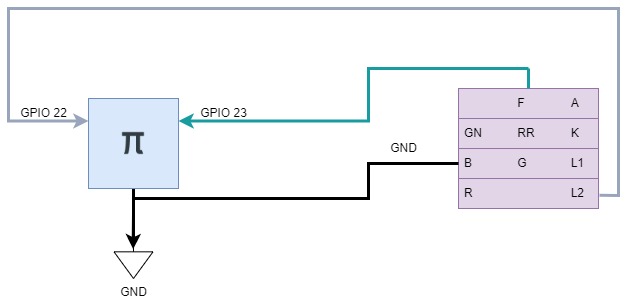 GPIO 22
π
GPIO 23
GND
F A
GN RR K
B G L1
R L2
GND